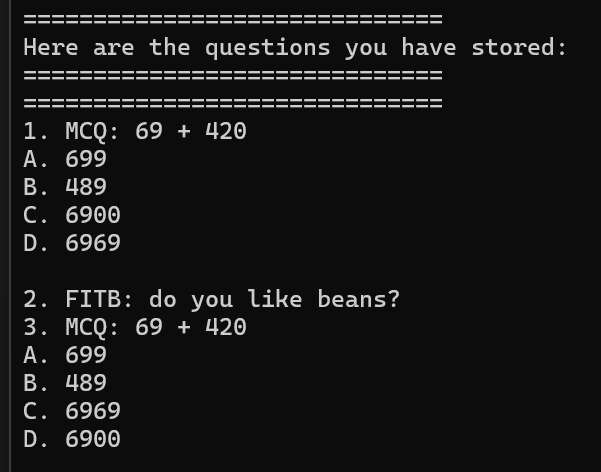 ==============================
Here are the questions you have stored:
==============================
==============================
1. MCQ: 69 + 420
A. 699
B. 489
C. 6900
D. 6969
2. FITB: do you like beans?
3. MCQ: 69 + 420
A. 699
B. 489
C. 6969
D. 6900